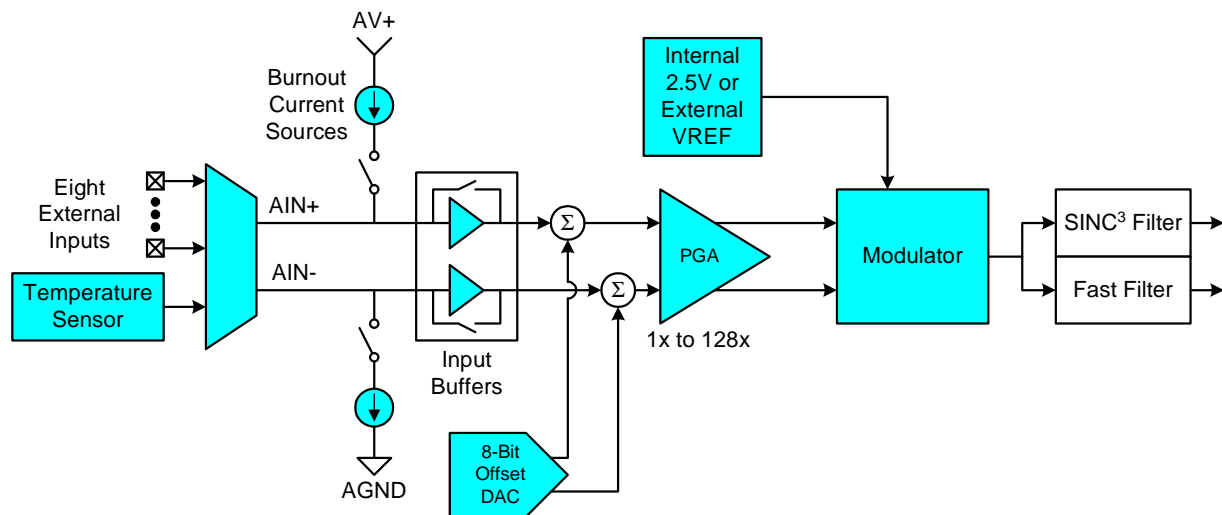 AV+
Burnout
Current
Sources
Internal
2.5V or
External
VREF
Eight
External
Inputs
AIN+
AIN-
Temperature
Sensor
Σ
Σ
PGA
1x to 128x
Modulator
SINC³ Filter
Fast Filter
Input
Buffers
8-Bit
Offset
DAC
AGND